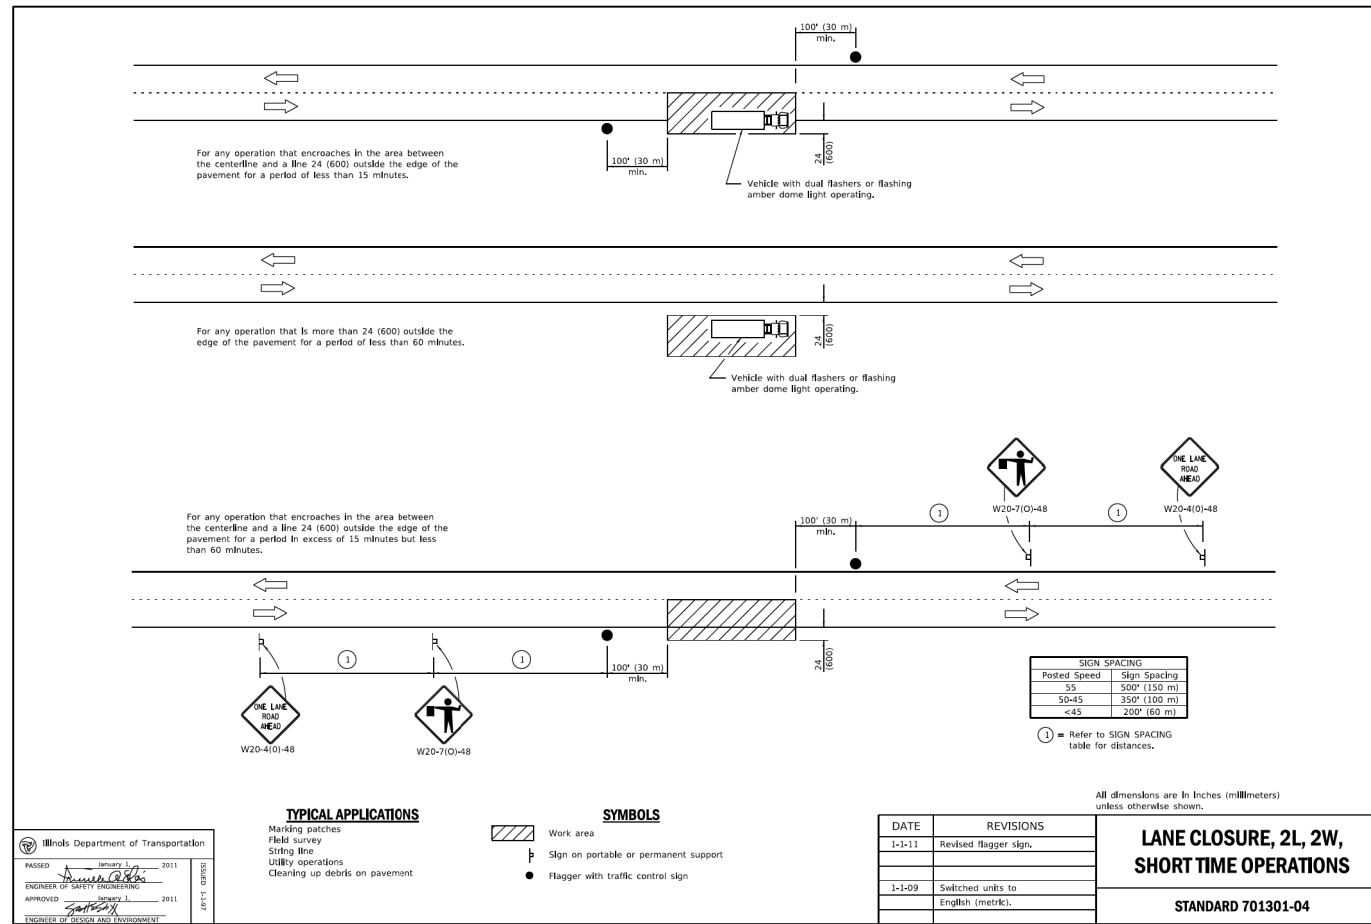 100' (30 m)
min.
For any operation that encroaches in the area between
the centerline and a line 24 (600) outside the edge of the
pavement for a period of less than 15 minutes.
100' (30 m)
min.
24
(600)
Vehicle with dual flashers or flashing
amber dome light operating.
For any operation that is more than 24 (600) outside the
edge of the pavement for a period of less than 60 minutes.
24
(600)
Vehicle with dual flashers or flashing
amber dome light operating.
For any operation that encroaches in the area between
the centerline and a line 24 (600) outside the edge of the
pavement for a period in excess of 15 minutes but less
than 60 minutes.
ONE LANE
ROAD
AHEAD
W20-7(O)-48
W20-4(O)-48
1
1
100' (30 m)
min.
1
1
100' (30 m)
min.
24
(600)
ONE LANE
ROAD
AHEAD
W20-4(O)-48
W20-7(O)-48
SIGN SPACING
Posted Speed Sign Spacing
55 500' (150 m)
50-45 350' (100 m)
<45 200' (60 m)
1 = Refer to SIGN SPACING
table for distances.
All dimensions are in inches (millimeters)
unless otherwise shown.
TYPICAL APPLICATIONS
Marking patches
Field survey
String line
Utility operations
Cleaning up debris on pavement
SYMBOLS
Work area
Sign on portable or permanent support
Flagger with traffic control sign
Illinois Department of Transportation
PASSED January 1, 2011
ENGINEER OF SAFETY ENGINEERING
APPROVED January 1, 2011
ENGINEER OF DESIGN AND ENVIRONMENT
ISSUED 1-1-97
DATE REVISIONS
1-1-11 Revised flagger sign.
1-1-09 Switched units to
English (metric).
LANE CLOSURE, 2L, 2W,
SHORT TIME OPERATIONS
STANDARD 701301-04